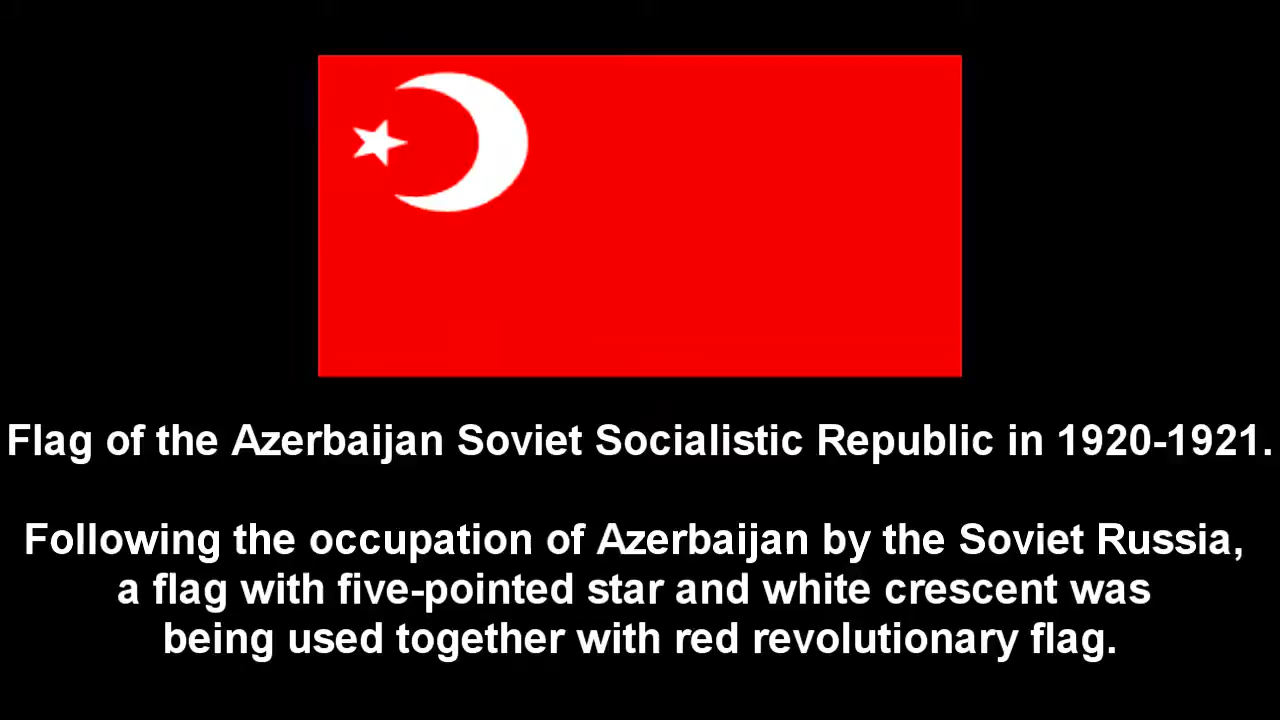 Flag of the Azerbaijan Soviet Socialistic Republic in 1920-1921.
Following the occupation of Azerbaijan by the Soviet Russia,
a flag with five-pointed star and white crescent was
being used together with red revolutionary flag.